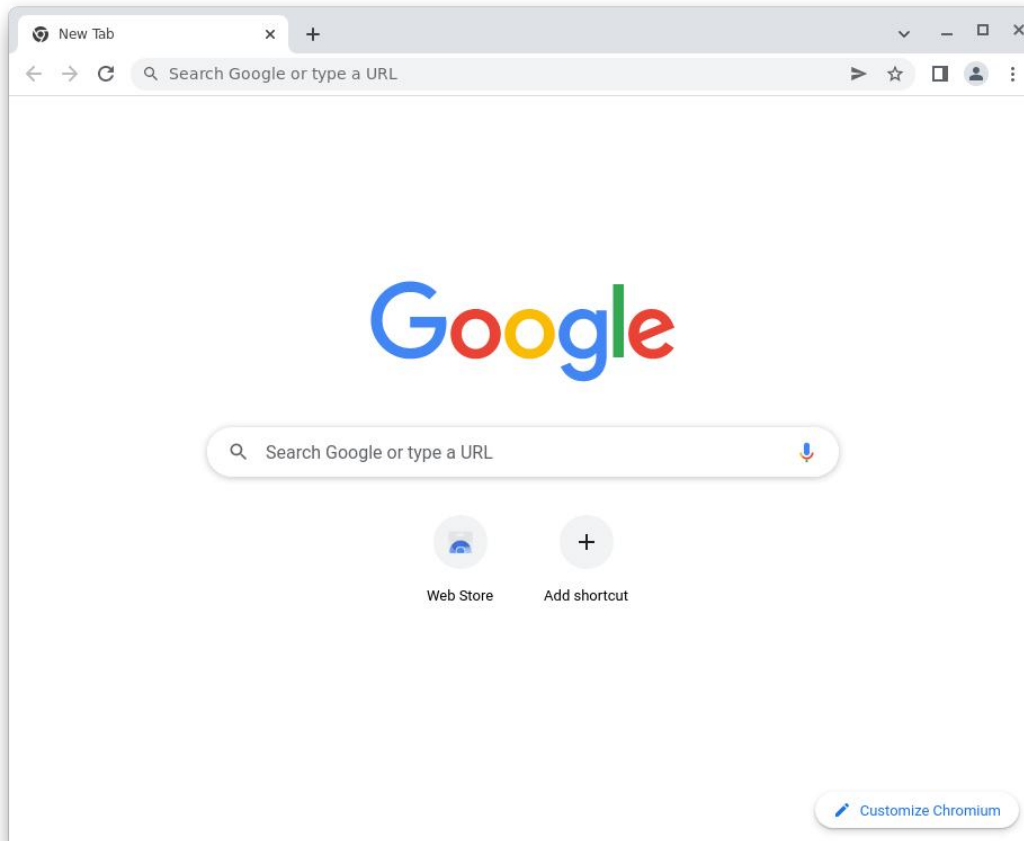 New Tab
Search Google or type a URL
Google
Search Google or type a URL
Web Store
Add shortcut
Customize Chromium